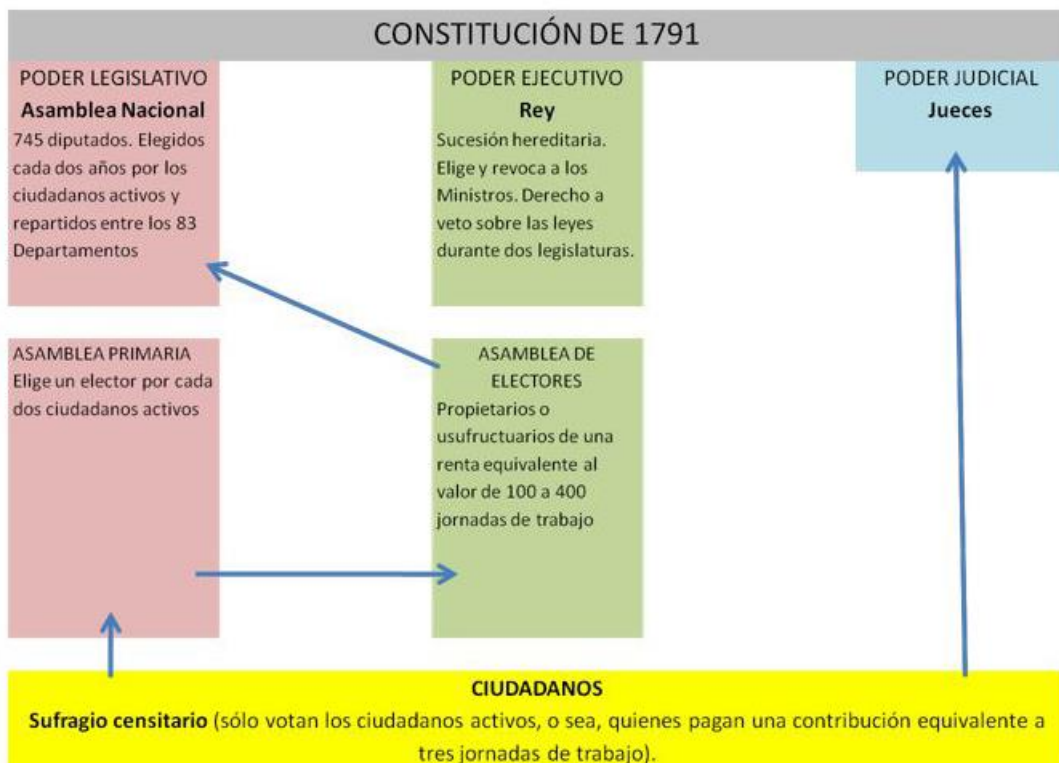 CONSTITUCIÓN DE 1791
PODER LEGISLATIVO
Asamblea Nacional
745 diputados. Elegidos
cada dos años por los
ciudadanos activos y
repartidos entre los 83
Departamentos
PODER EJECUTIVO
Rey
Sucesión hereditaria.
Elige y revoca a los
Ministros. Derecho a
veto sobre las leyes
durante dos legislaturas.
PODER JUDICIAL
Jueces
ASAMBLEA PRIMARIA
Elige un elector por cada
dos ciudadanos activos
ASAMBLEA DE
ELECTORES
Propietarios o
usufructuarios de una
renta equivalente al
valor de 100 a 400
jornadas de trabajo
CIUDADANOS
Sufragio censitario (sólo votan los ciudadanos activos, o sea, quienes pagan una contribución equivalente a
tres jornadas de trabajo).